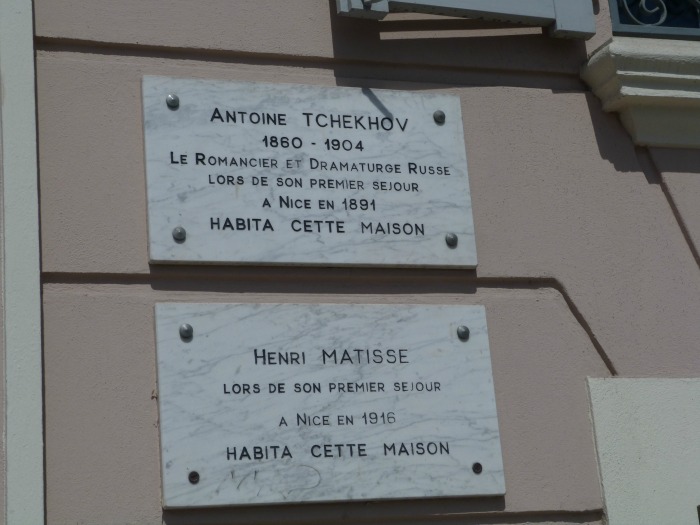 ANTOINE TCHEKHOV
1860 - 1904
LE ROMANCIER ET DRAMATURGE RUSSE
LORS DE SON PREMIER SEJOUR
A NICE EN 1891
HABITA CETTE MAISON
HENRI MATISSE
LORS DE SON PREMIER SEJOUR
A NICE EN 1916
HABITA CETTE MAISON